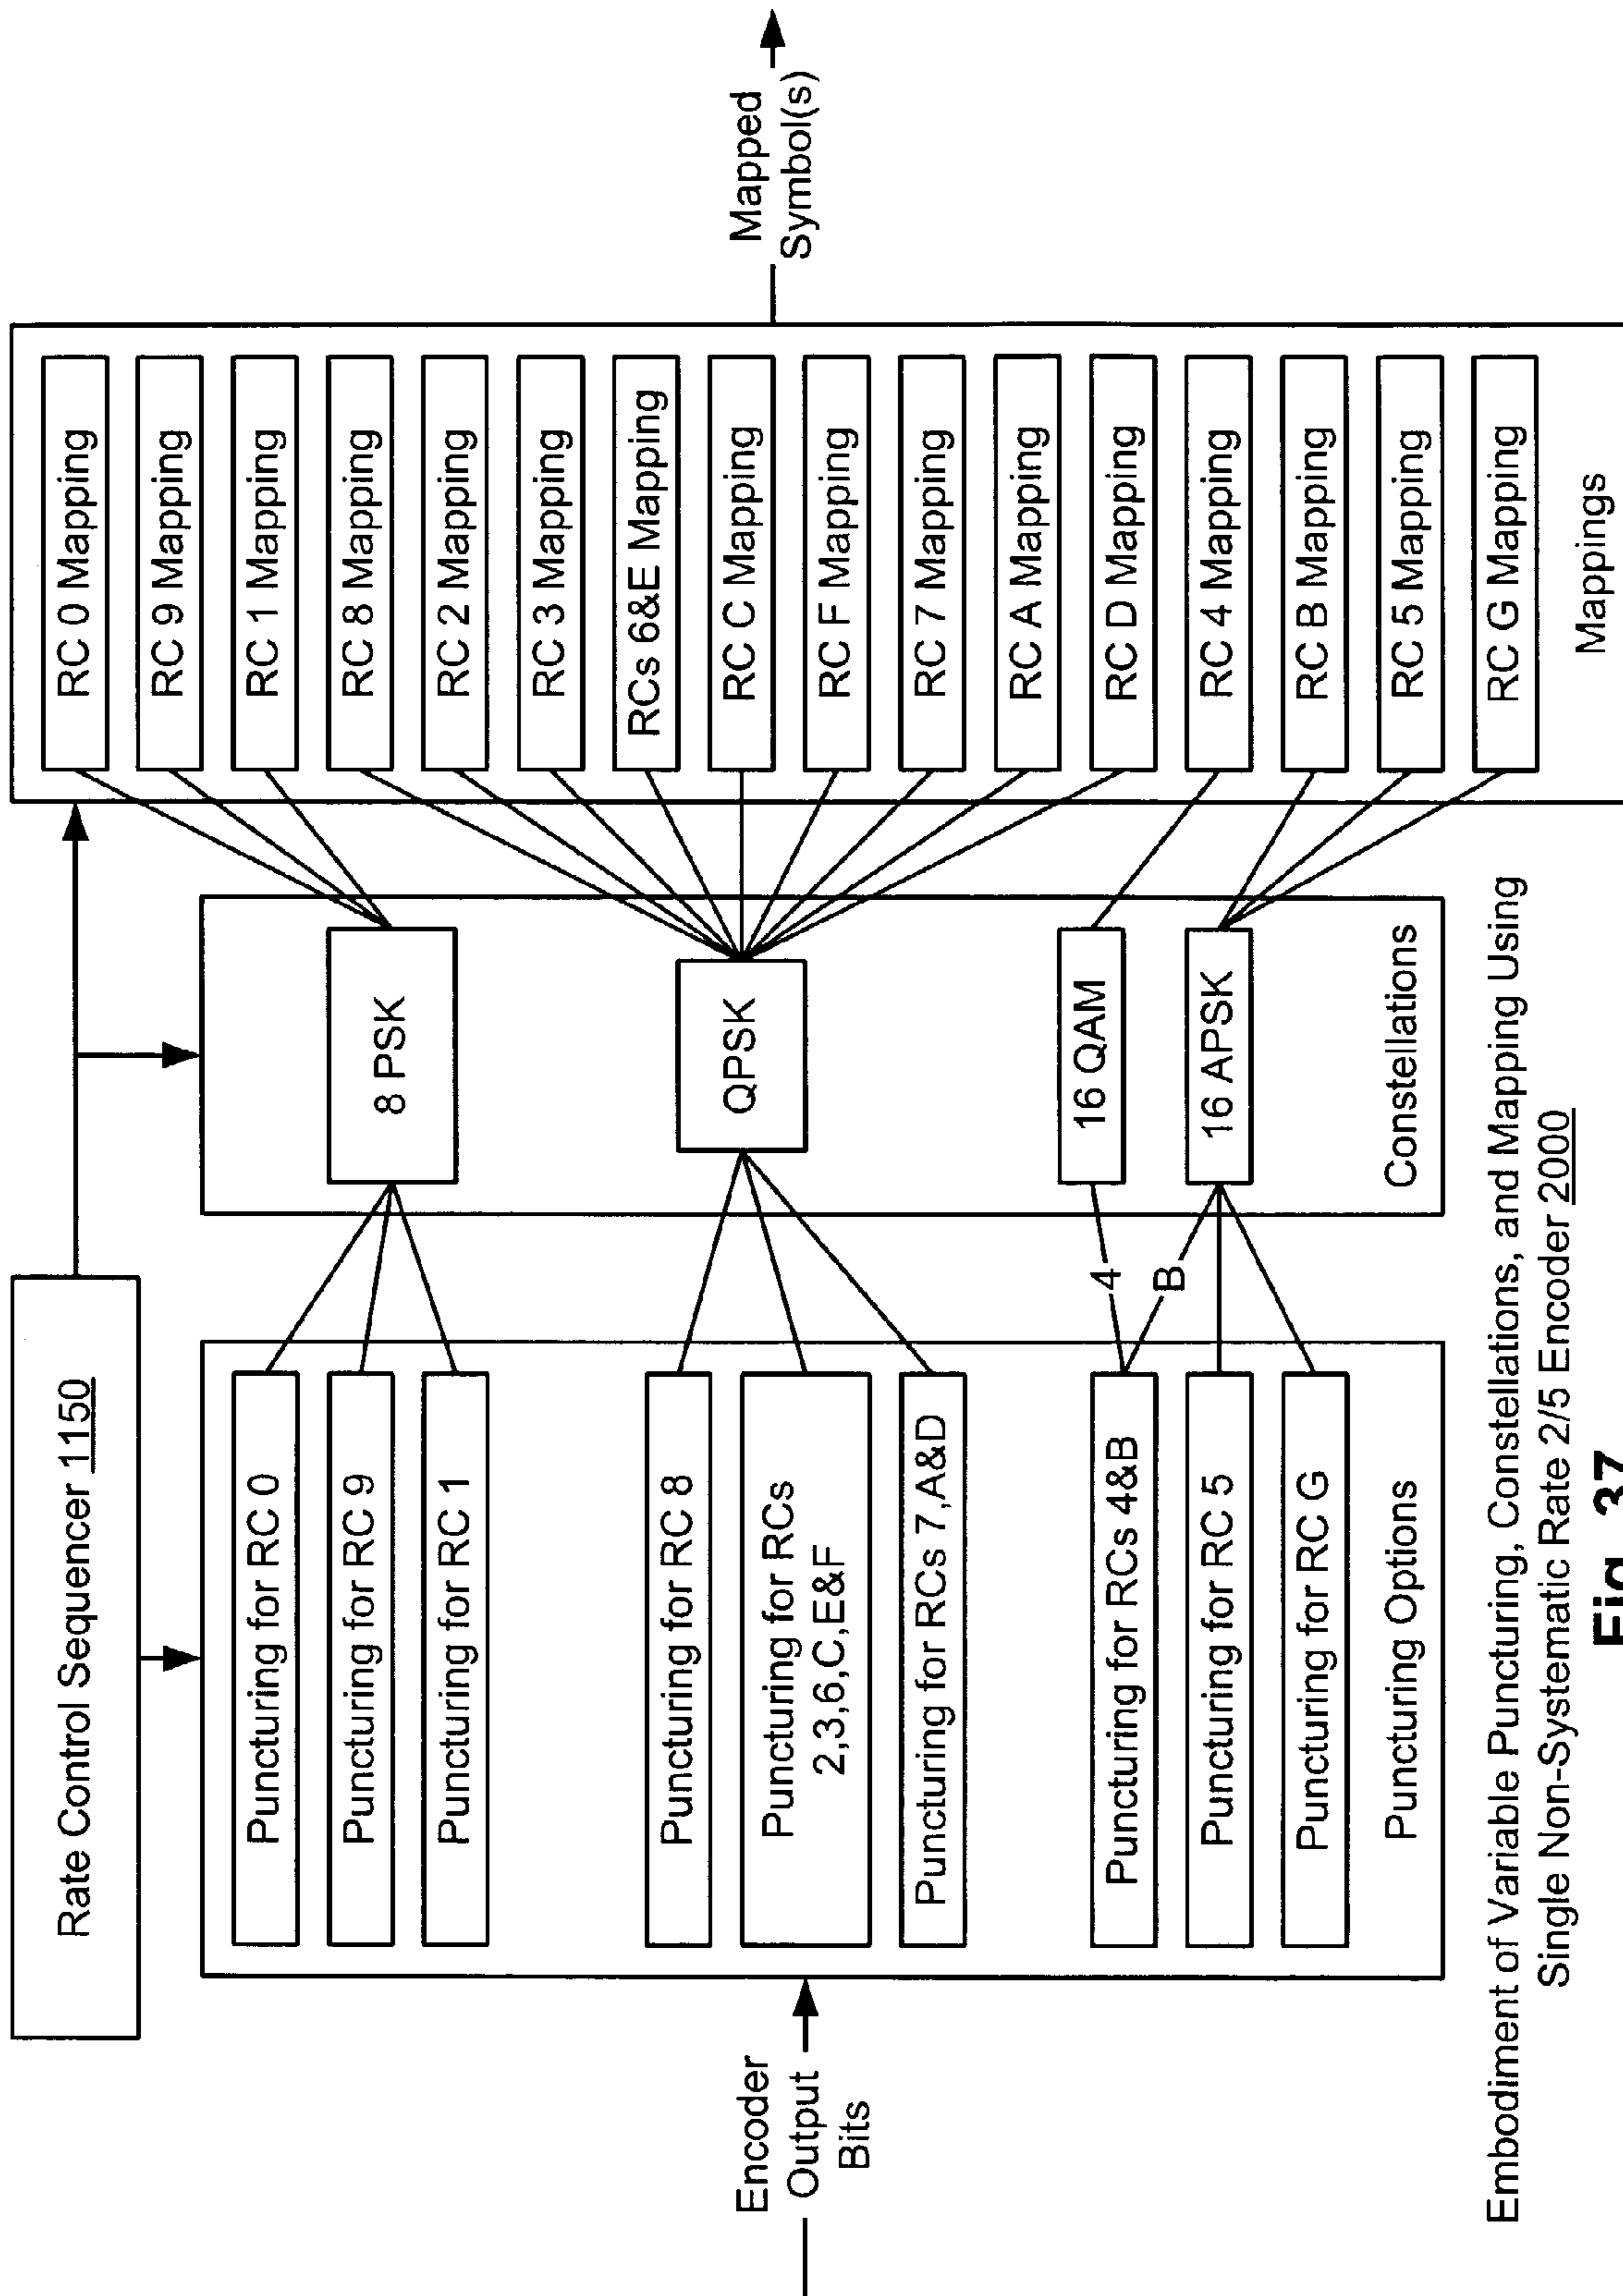 Rate Control Sequencer 1150
Encoder
Output
Bits
Puncturing for RC 0
Puncturing for RC 9
Puncturing for RC 1
Puncturing for RC 8
Puncturing for RCs
2,3,6,C,E&F
Puncturing for RCs 7,A&D
Puncturing for RCs 4&B
Puncturing for RC 5
Puncturing for RC G
Puncturing Options
4
B
8 PSK
QPSK
16 QAM
16 APSK
Constellations
RC 0 Mapping
RC 9 Mapping
RC 1 Mapping
RC 8 Mapping
RC 2 Mapping
RC 3 Mapping
RCs 6&E Mapping
RC C Mapping
RC F Mapping
RC 7 Mapping
RC A Mapping
RC D Mapping
RC 4 Mapping
RC B Mapping
RC 5 Mapping
RC G Mapping
Mappings
Mapped
Symbol(s)
Embodiment of Variable Puncturing, Constellations, and Mapping Using
Single Non-Systematic Rate 2/5 Encoder 2000
Fig. 37